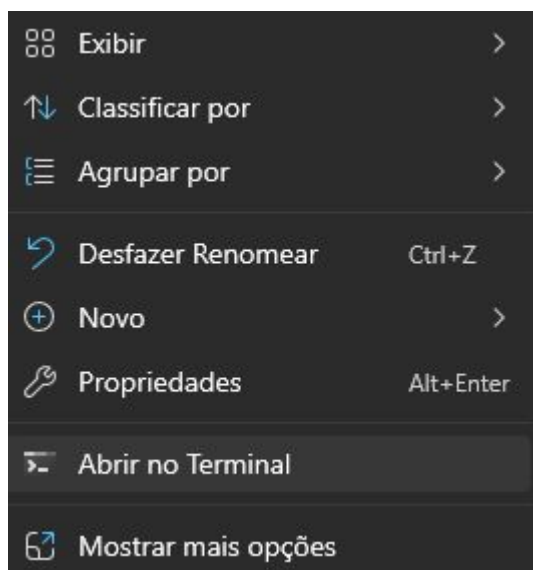 Exibir
Classificar por
Agrupar por
Desfazer Renomear Ctrl+Z
Novo
Propriedades Alt+Enter
Abrir no Terminal
Mostrar mais opções